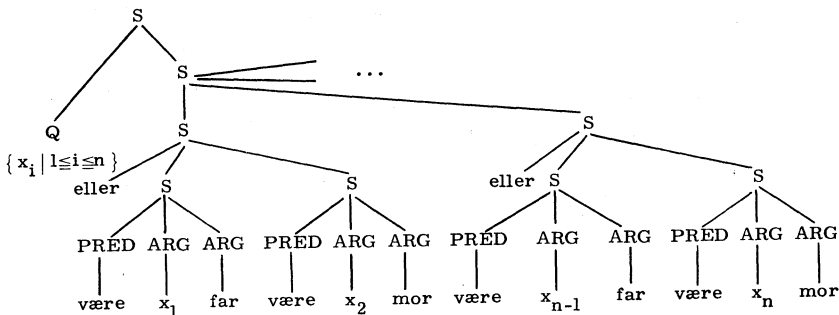 S
S ...
Q S S
{ x_i | 1≦i≦n }
eller S S eller S S
PRED ARG ARG PRED ARG ARG PRED ARG ARG PRED ARG ARG
være x_1 far være x_2 mor være x_{n-1} far være x_n mor